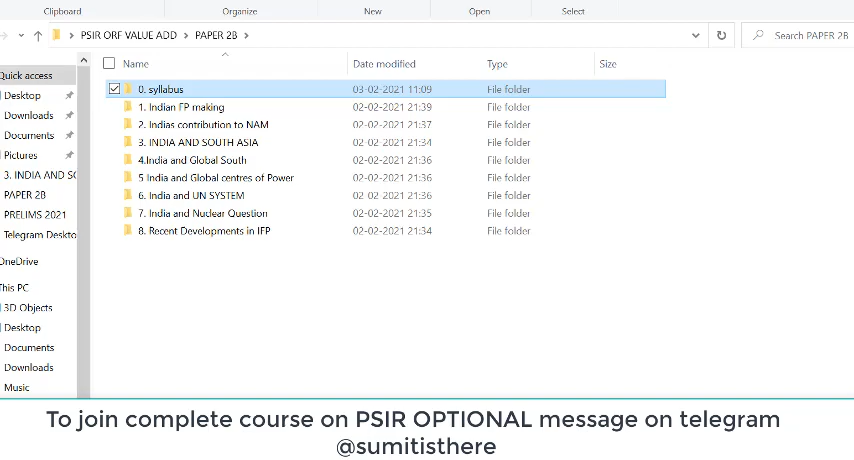 Clipboard Organize New Open Select
PSIR ORF VALUE ADD > PAPER 2B > Search PAPER 2B
Name Date modified Type Size
Quick access
Desktop
Downloads
Documents
Pictures
3. INDIA AND SC
PAPER 2B
PRELIMS 2021
Telegram Deskto
OneDrive
This PC
3D Objects
Desktop
Documents
Downloads
Music
0. syllabus 03-02-2021 11:09 File folder
1. Indian FP making 02-02-2021 21:39 File folder
2. Indias contribution to NAM 02-02-2021 21:37 File folder
3. INDIA AND SOUTH ASIA 02-02-2021 21:34 File folder
4.India and Global South 02-02-2021 21:36 File folder
5 India and Global centres of Power 02-02-2021 21:36 File folder
6. India and UN SYSTEM 02-02-2021 21:36 File folder
7. India and Nuclear Question 02-02-2021 21:35 File folder
8. Recent Developments in IFP 02-02-2021 21:34 File folder
To join complete course on PSIR OPTIONAL message on telegram
@sumitisthere